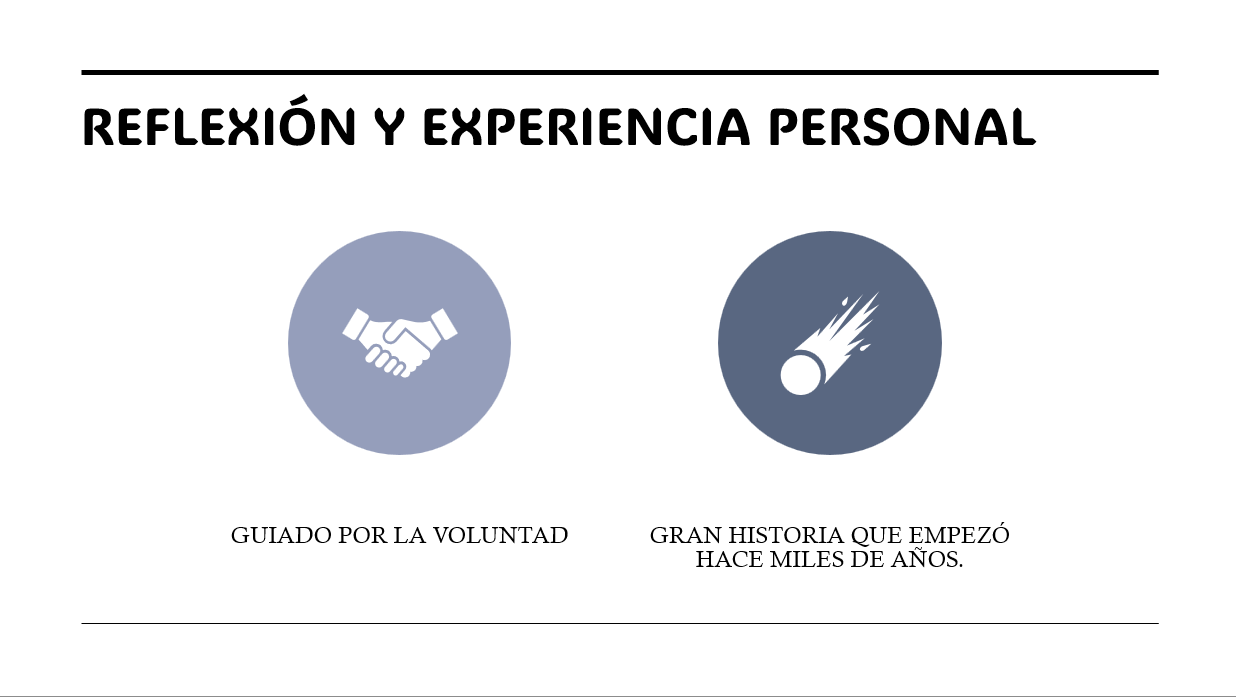 REFLEXIÓN Y EXPERIENCIA PERSONAL
GUIADO POR LA VOLUNTAD
GRAN HISTORIA QUE EMPEZÓ
HACE MILES DE AÑOS.